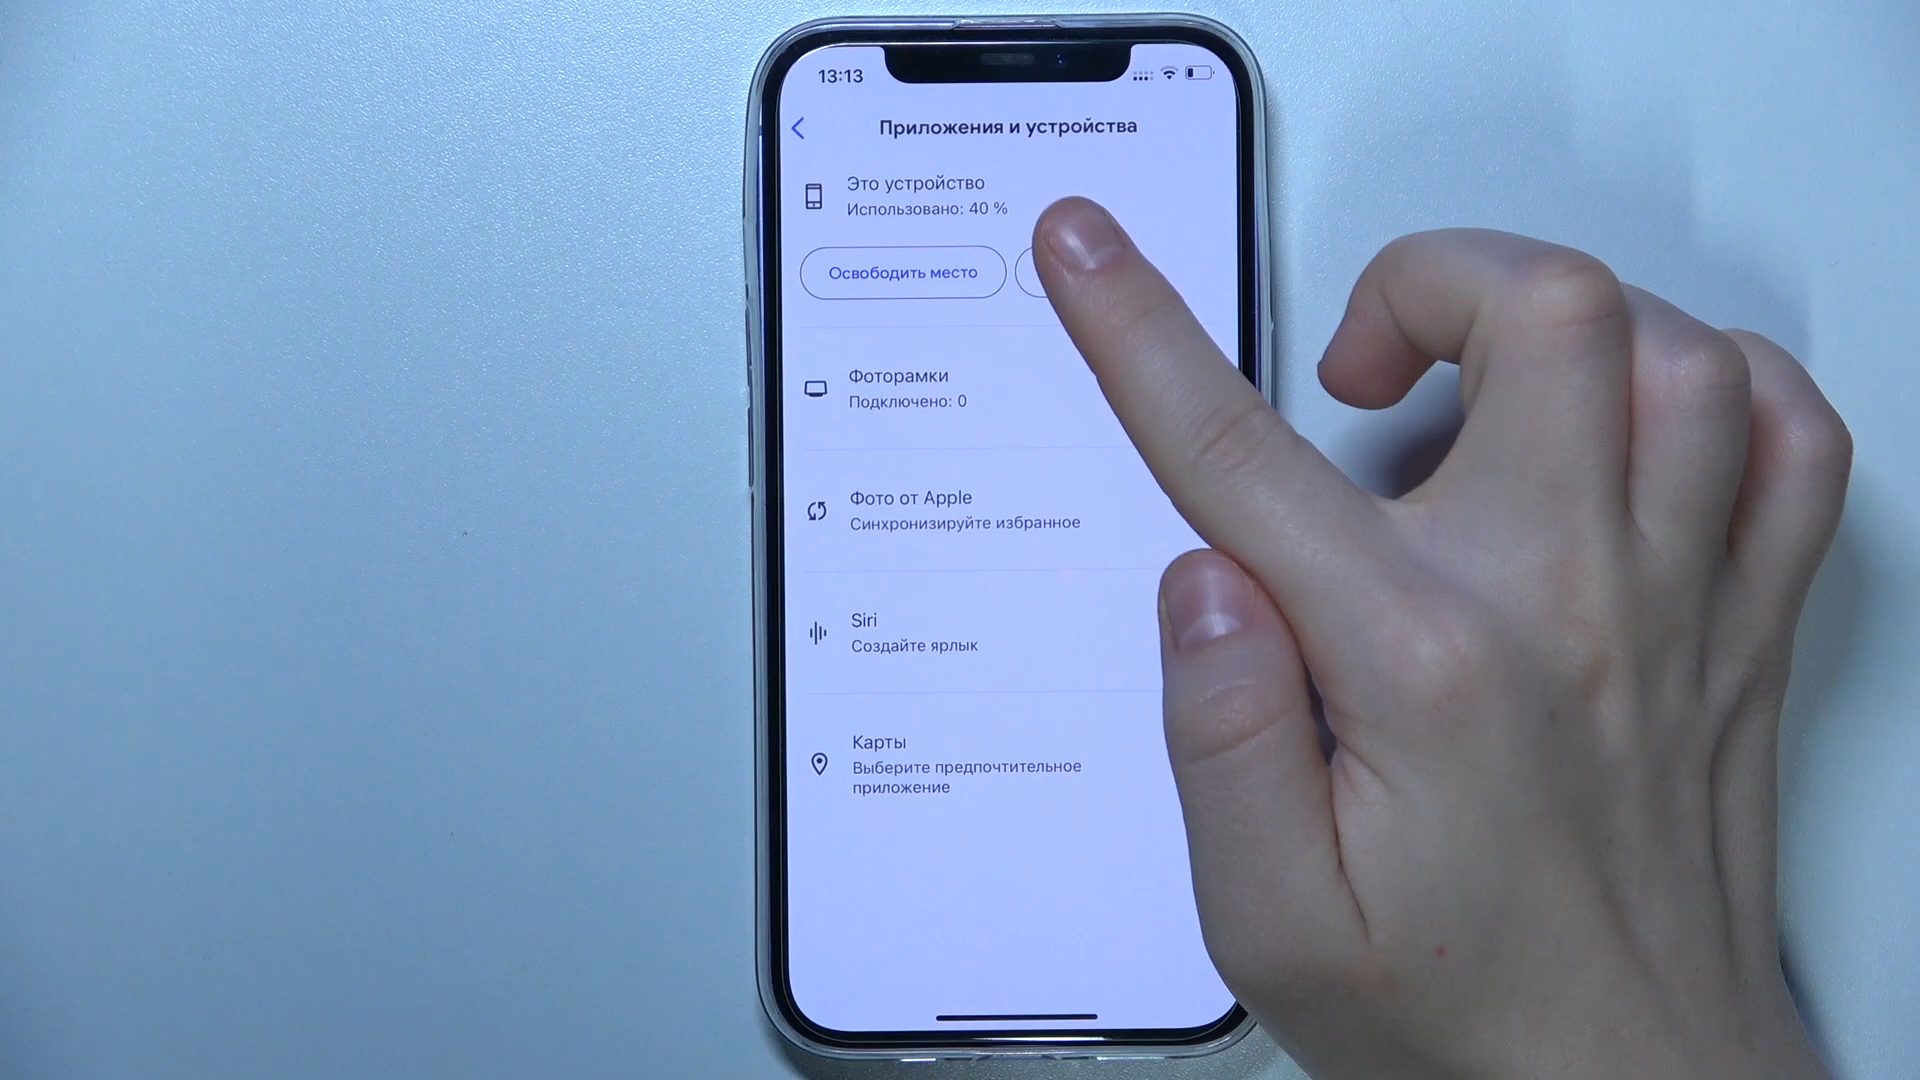 13:13
Приложения и устройства
Это устройство
Использовано: 40 %
Освободить место
Фоторамки
Подключено: 0
Фото от Apple
Синхронизируйте избранное
Siri
Создайте ярлык
Карты
Выберите предпочтительное
приложение